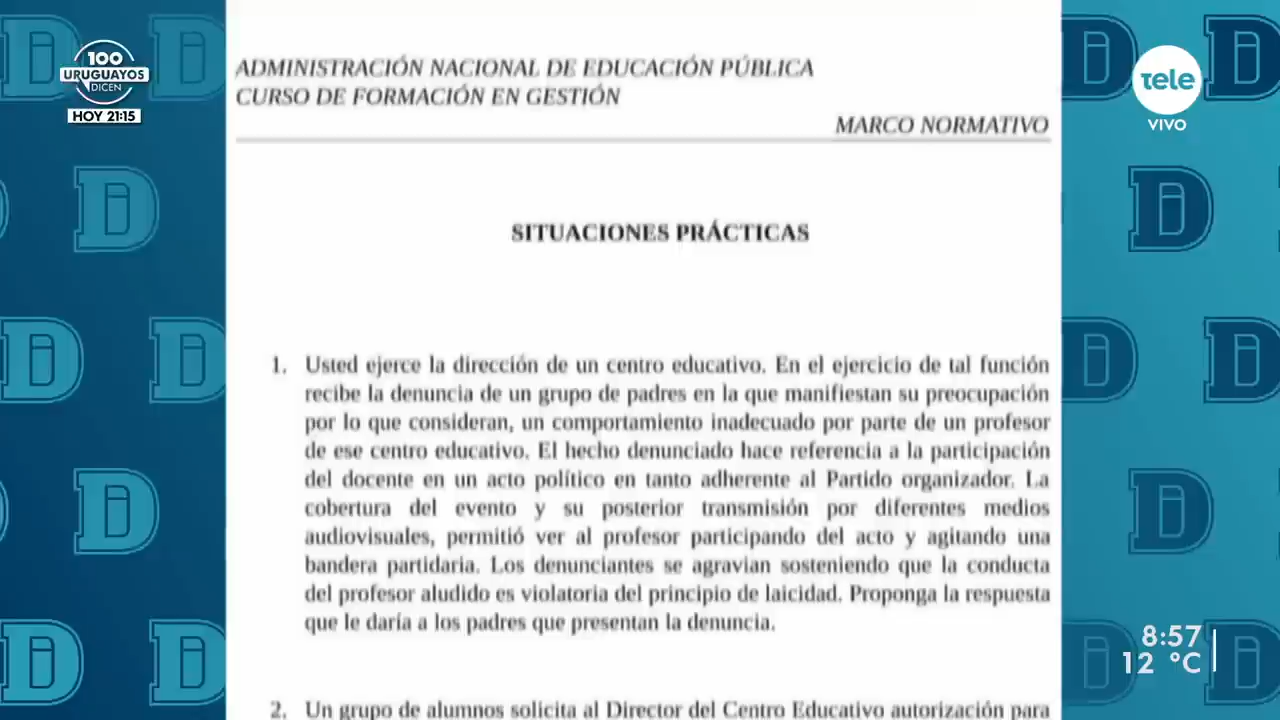 100
URUGUAYOS
DICEN
HOY 21:15
tele
VIVO
ADMINISTRACIÓN NACIONAL DE EDUCACIÓN PÚBLICA
CURSO DE FORMACIÓN EN GESTIÓN
MARCO NORMATIVO
SITUACIONES PRÁCTICAS
1. Usted ejerce la dirección de un centro educativo. En el ejercicio de tal función
recibe la denuncia de un grupo de padres en la que manifiestan su preocupación
por lo que consideran, un comportamiento inadecuado por parte de un profesor
de ese centro educativo. El hecho denunciado hace referencia a la participación
del docente en un acto político en tanto adherente al Partido organizador. La
cobertura del evento y su posterior transmisión por diferentes medios
audiovisuales, permitió ver al profesor participando del acto y agitando una
bandera partidaria. Los denunciantes se agravian sosteniendo que la conducta
del profesor aludido es violatoria del principio de laicidad. Proponga la respuesta
que le daría a los padres que presentan la denuncia.
2. Un grupo de alumnos solicita al Director del Centro Educativo autorización para
8:57
12 °C